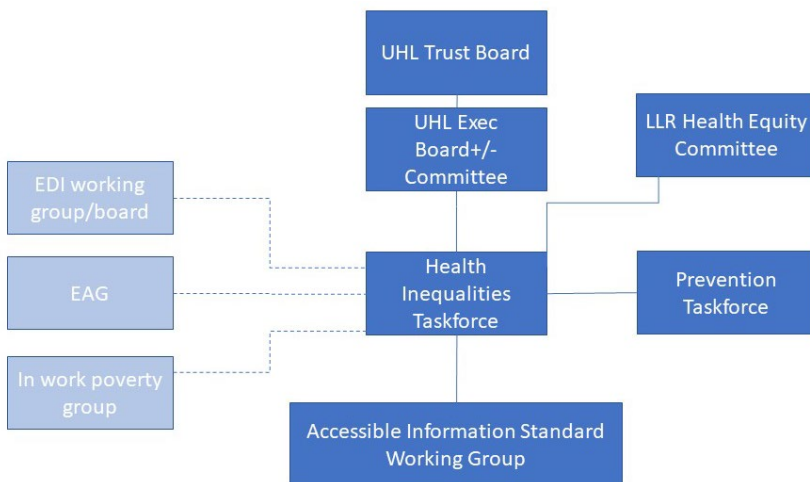 UHL Trust Board
UHL Exec
Board+/-
Committee
LLR Health Equity
Committee
EDI working
group/board
EAG
Health
Inequalities
Taskforce
Prevention
Taskforce
In work poverty
group
Accessible Information Standard
Working Group